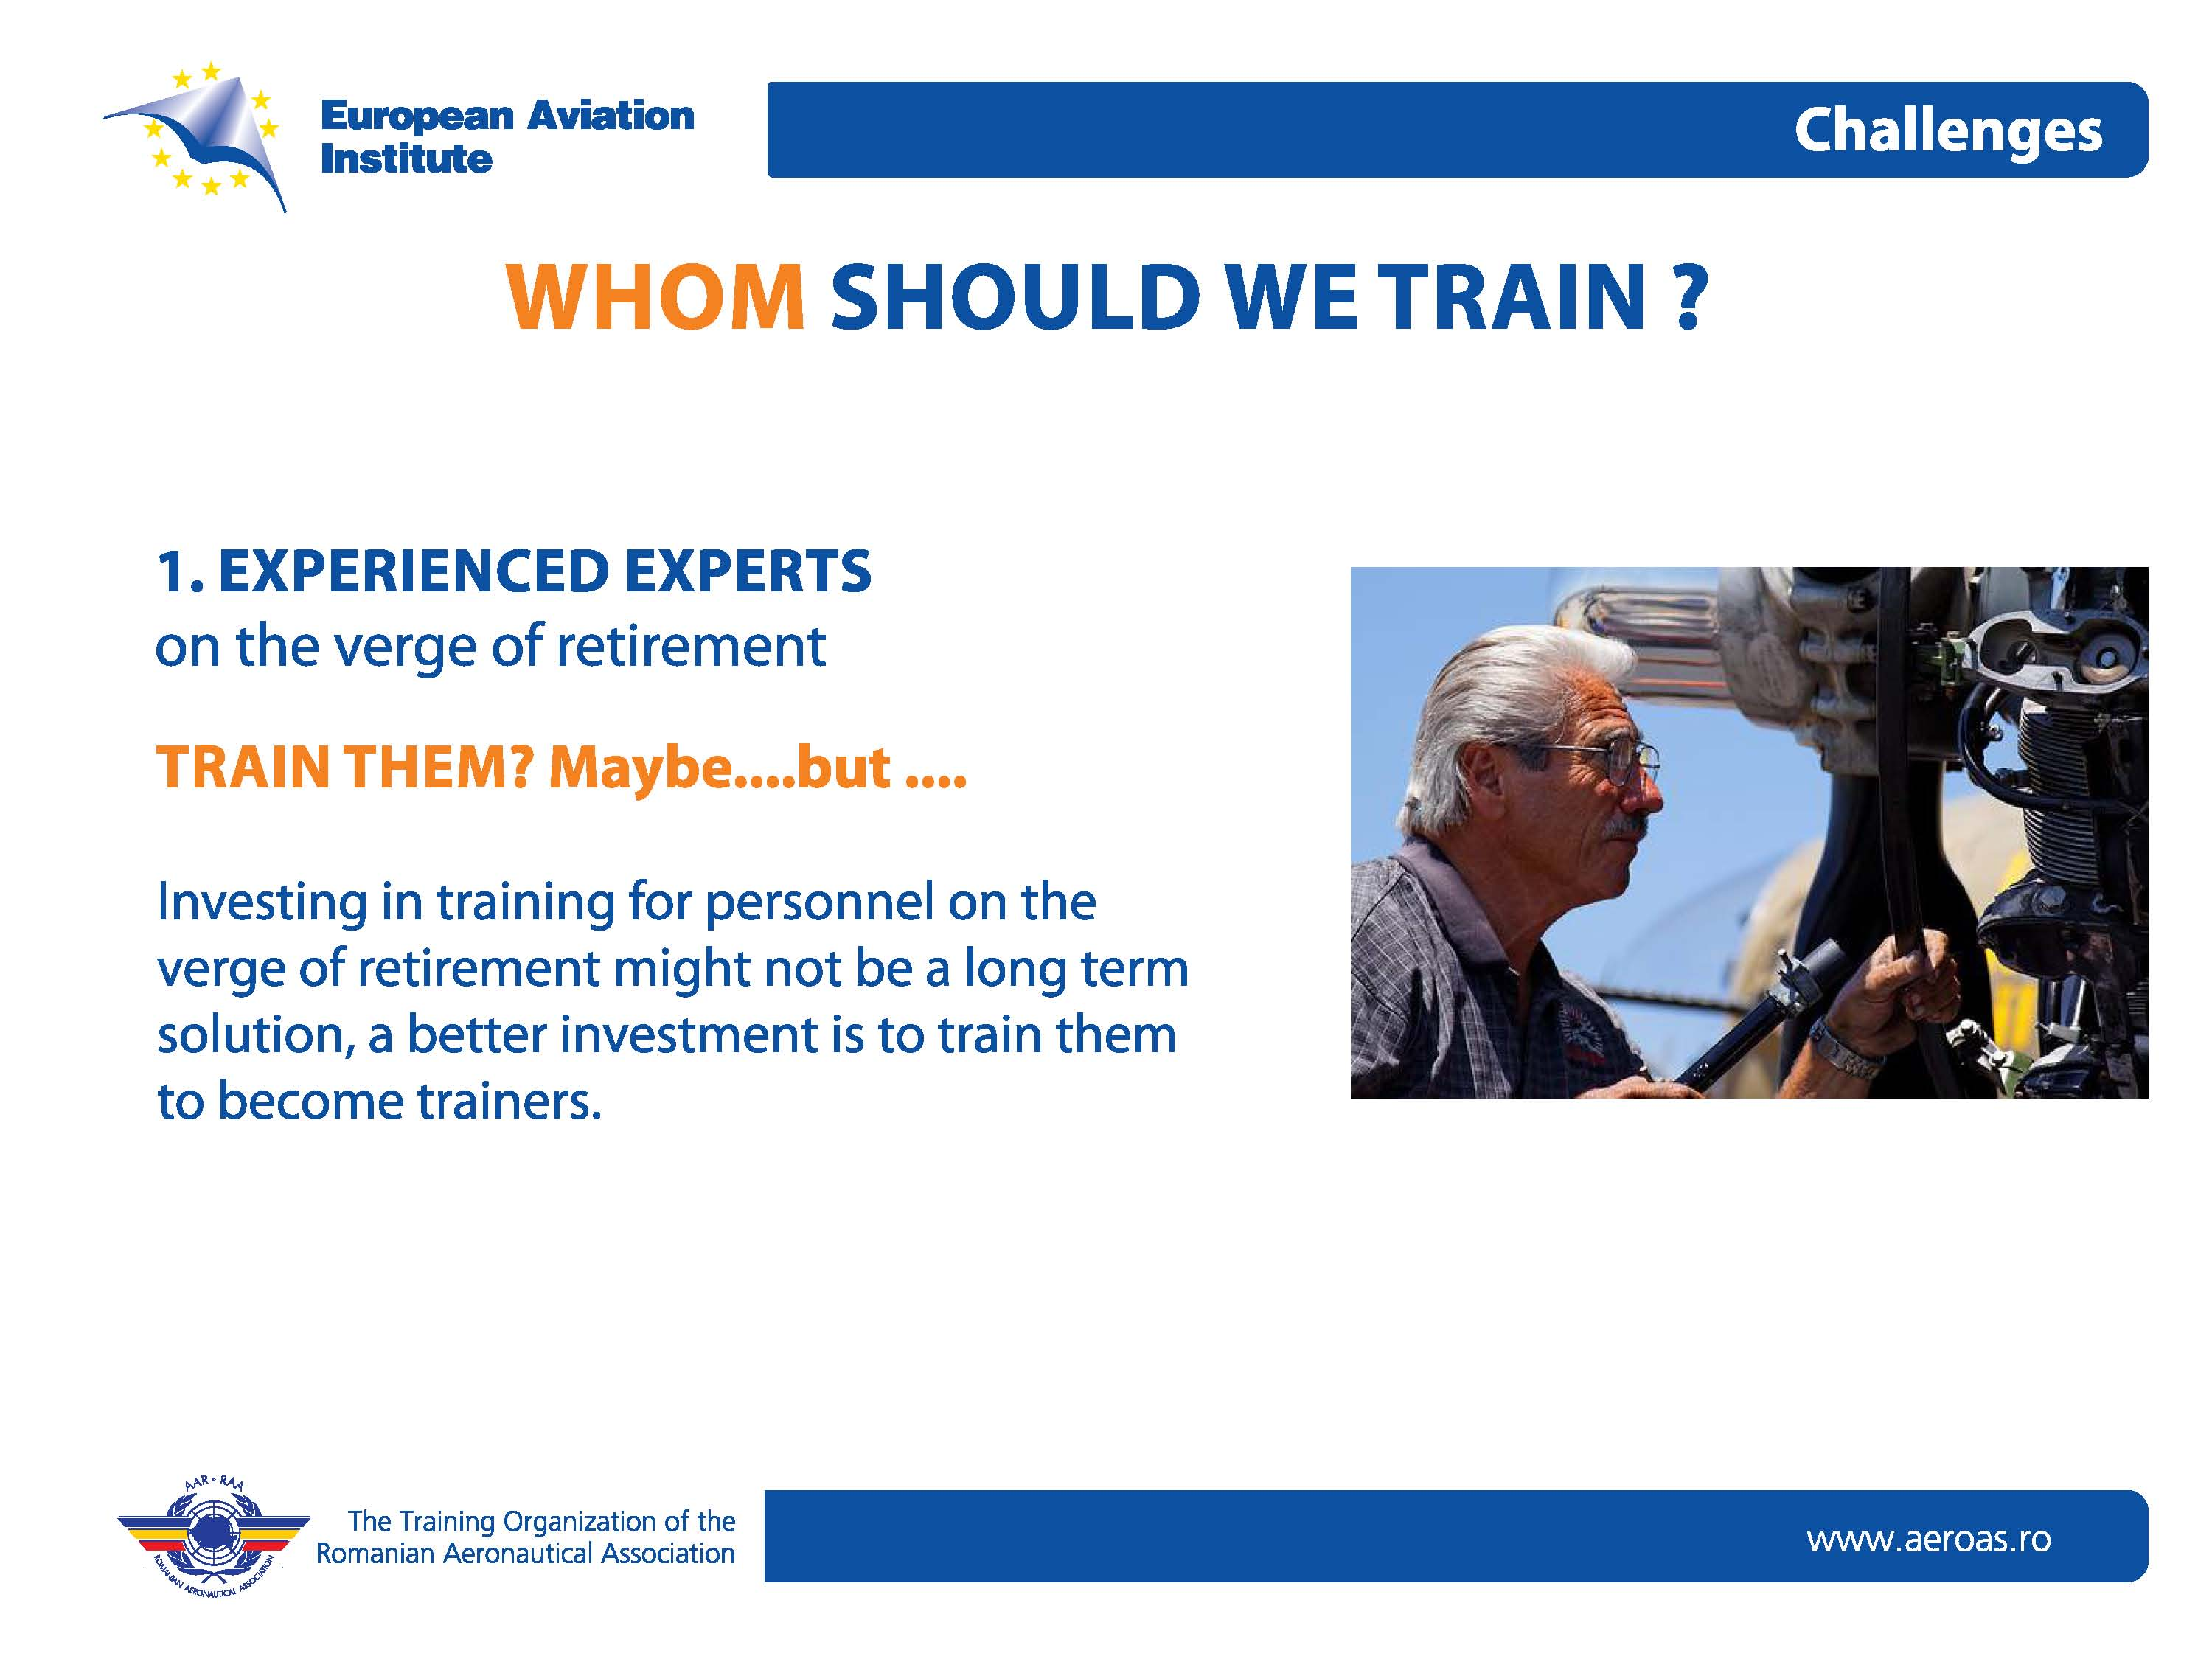 European Aviation
Institute
Challenges
WHOM SHOULD WE TRAIN ?
1. EXPERIENCED EXPERTS
on the verge of retirement
TRAIN THEM? Maybe....but ....
Investing in training for personnel on the
verge of retirement might not be a long term
solution, a better investment is to train them
to become trainers.
AAR • RAA
ROMANIAN AERONAUTICAL ASSOCIATION
The Training Organization of the
Romanian Aeronautical Association
www.aeroas.ro